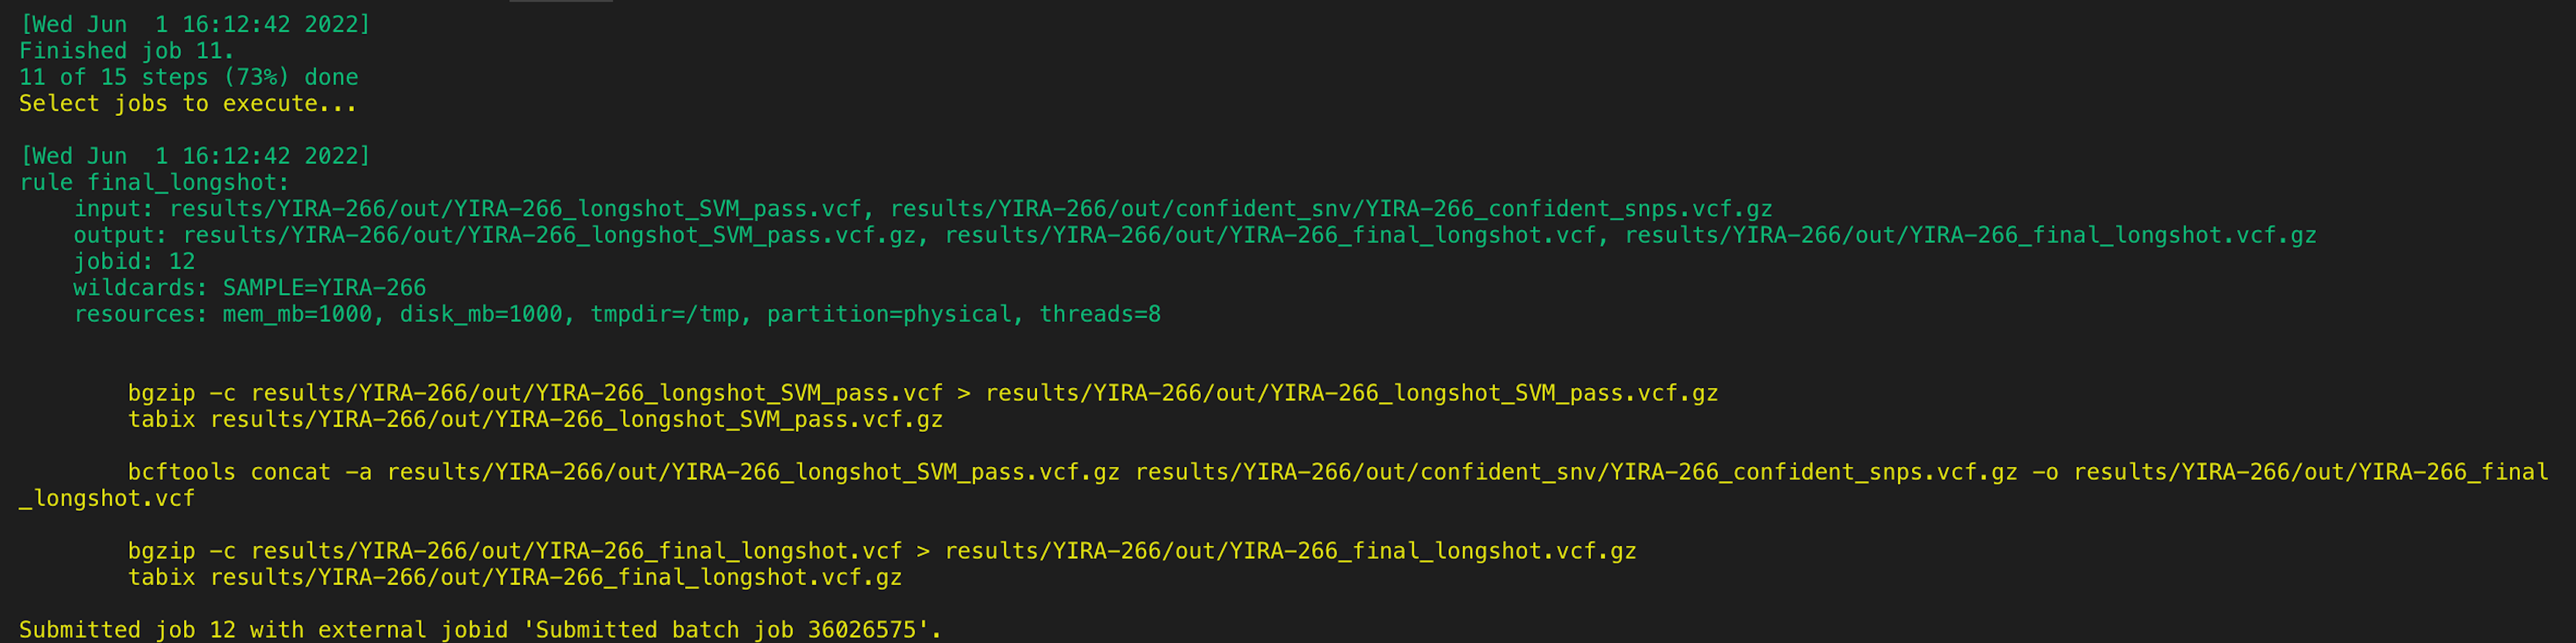 [Wed Jun  1 16:12:42 2022]
Finished job 11.
11 of 15 steps (73%) done
Select jobs to execute...

[Wed Jun  1 16:12:42 2022]
rule final_longshot:
    input: results/YIRA-266/out/YIRA-266_longshot_SVM_pass.vcf, results/YIRA-266/out/confident_snv/YIRA-266_confident_snps.vcf.gz
    output: results/YIRA-266/out/YIRA-266_longshot_SVM_pass.vcf.gz, results/YIRA-266/out/YIRA-266_final_longshot.vcf, results/YIRA-266/out/YIRA-266_final_longshot.vcf.gz
    jobid: 12
    wildcards: SAMPLE=YIRA-266
    resources: mem_mb=1000, disk_mb=1000, tmpdir=/tmp, partition=physical, threads=8

        bgzip -c results/YIRA-266/out/YIRA-266_longshot_SVM_pass.vcf > results/YIRA-266/out/YIRA-266_longshot_SVM_pass.vcf.gz
        tabix results/YIRA-266/out/YIRA-266_longshot_SVM_pass.vcf.gz

        bcftools concat -a results/YIRA-266/out/YIRA-266_longshot_SVM_pass.vcf.gz results/YIRA-266/out/confident_snv/YIRA-266_confident_snps.vcf.gz -o results/YIRA-266/out/YIRA-266_final
_longshot.vcf

        bgzip -c results/YIRA-266/out/YIRA-266_final_longshot.vcf > results/YIRA-266/out/YIRA-266_final_longshot.vcf.gz
        tabix results/YIRA-266/out/YIRA-266_final_longshot.vcf.gz

Submitted job 12 with external jobid 'Submitted batch job 36026575'.